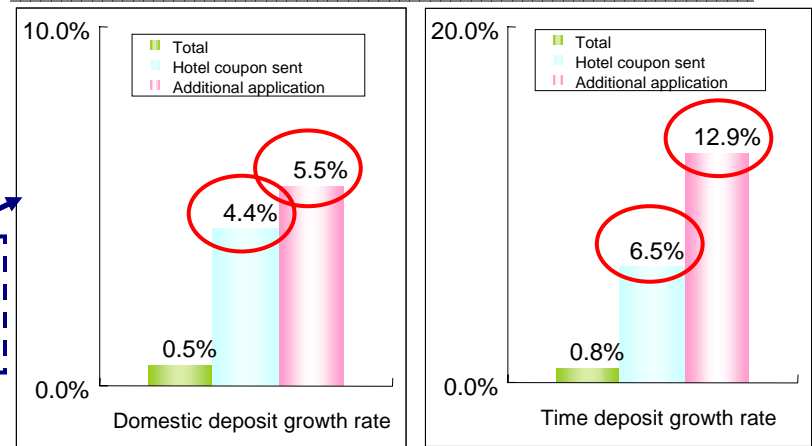 10.0%
Total
Hotel coupon sent
Additional application
5.5%
4.4%
0.5%
0.0%
Domestic deposit growth rate
20.0%
Total
Hotel coupon sent
Additional application
12.9%
6.5%
0.8%
0.0%
Time deposit growth rate